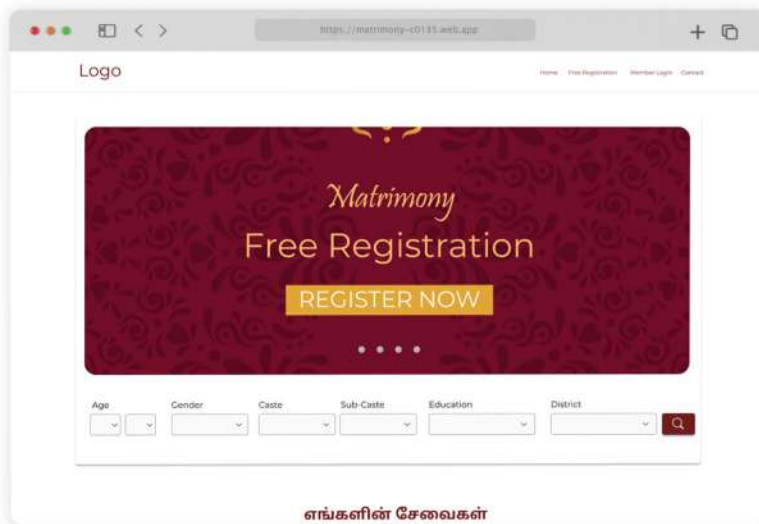 https://matrimony-c0135.web.app
Logo
Home Free Registration Member Login Contact
Matrimony
Free Registration
REGISTER NOW
Age Gender Caste Sub-Caste Education District
எங்களின் சேவைகள்